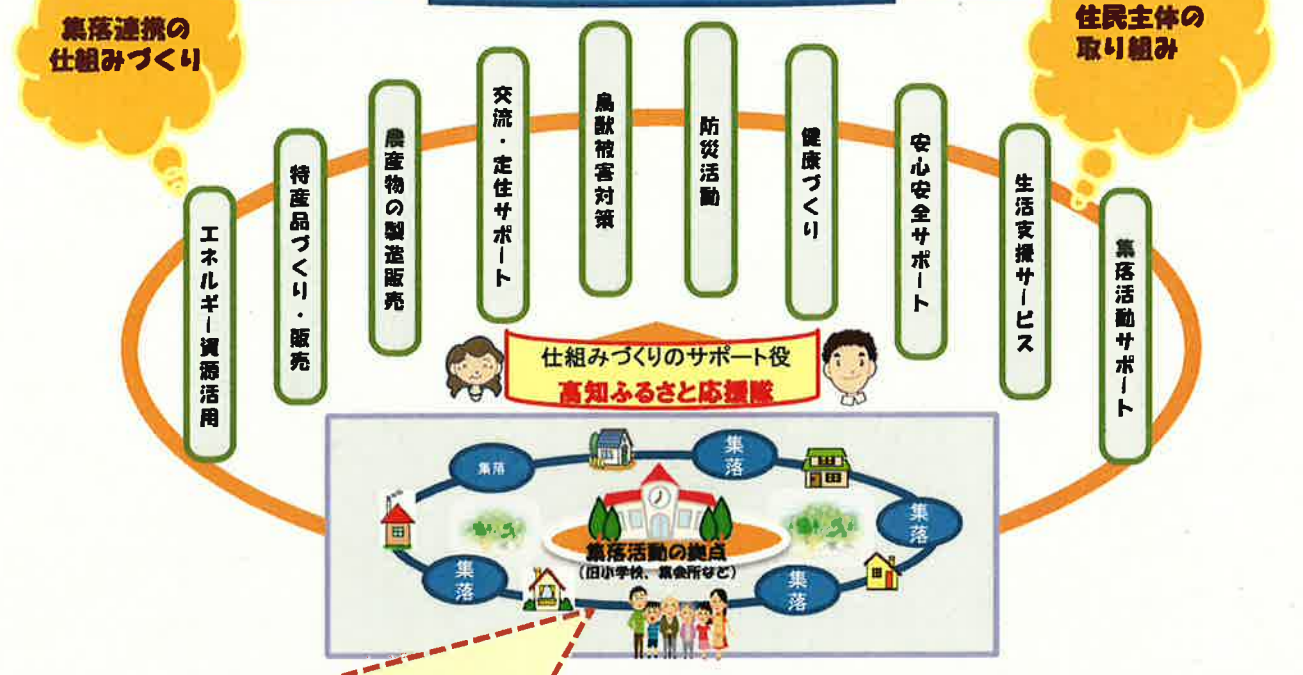 集落連携の
仕組みづくり
住民主体の
取り組み
エネルギー資源活用
特産品づくり・販売
農産物の製造販売
交流・定住サポート
鳥獣被害対策
防災活動
健康づくり
安心安全サポート
生活支援サービス
集落活動サポート
仕組みづくりのサポート役
高知ふるさと応援隊
集落
集落
集落
集落
集落
集落活動の拠点
(旧小学校、集会所など)